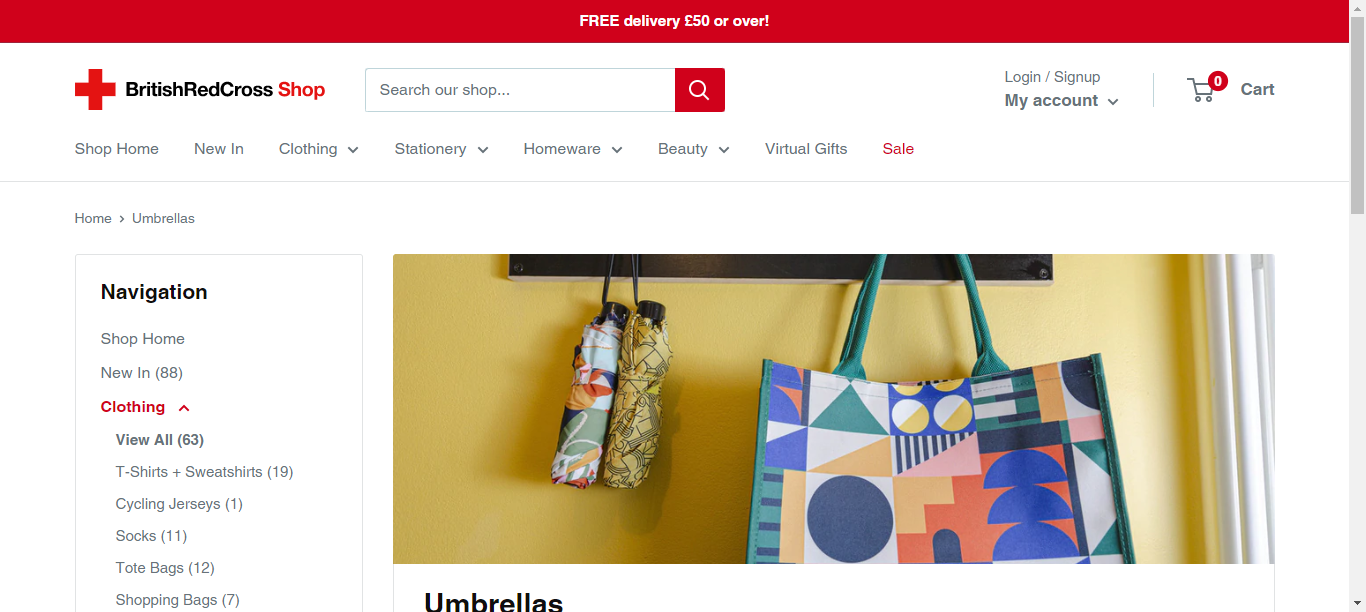 FREE delivery £50 or over!
BritishRedCross Shop
Search our shop...
Login / Signup
My account
0
Cart
Shop Home
New In
Clothing
Stationery
Homeware
Beauty
Virtual Gifts
Sale
Home > Umbrellas
Navigation
Shop Home
New In (88)
Clothing
View All (63)
T-Shirts + Sweatshirts (19)
Cycling Jerseys (1)
Socks (11)
Tote Bags (12)
Shopping Bags (7)
Umbrellas